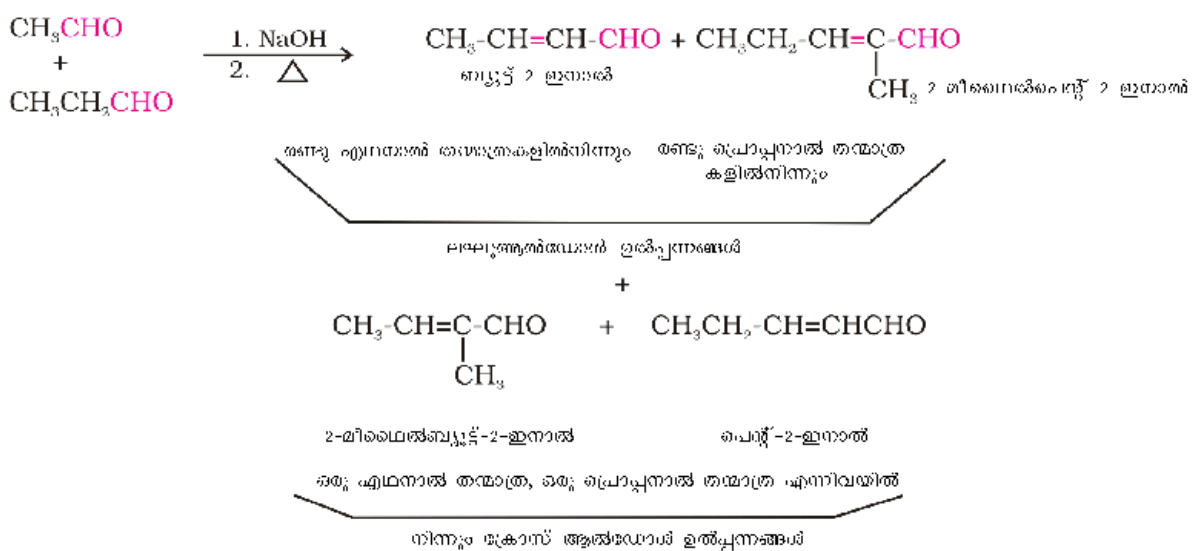 CH₃CHO
+
CH₃CH₂CHO
1. NaOH
2. △
CH₃-CH=CH-CHO + CH₃CH₂-CH=C-CHO
ബ്യൂട്ട് 2 ഇനാൽ
CH₃ 2 മീഥൈൽപെന്റ് 2 ഇനാൽ
രണ്ടു എഥനാൽ തന്മാത്രകളിൽനിന്നും രണ്ടു പ്രൊപ്പനാൽ തന്മാത്ര
കളിൽനിന്നും
ലഘുആൽഡോൾ ഉൽപ്പന്നങ്ങൾ
+
CH₃-CH=C-CHO + CH₃CH₂-CH=CHCHO
CH₃
2-മീഥൈൽബ്യൂട്ട്-2-ഇനാൽ പെന്റ്-2-ഇനാൽ
ഒരു എഥനാൽ തന്മാത്ര, ഒരു പ്രൊപ്പനാൽ തന്മാത്ര എന്നിവയിൽ
നിന്നും ക്രോസ് ആൽഡോൾ ഉൽപ്പന്നങ്ങൾ